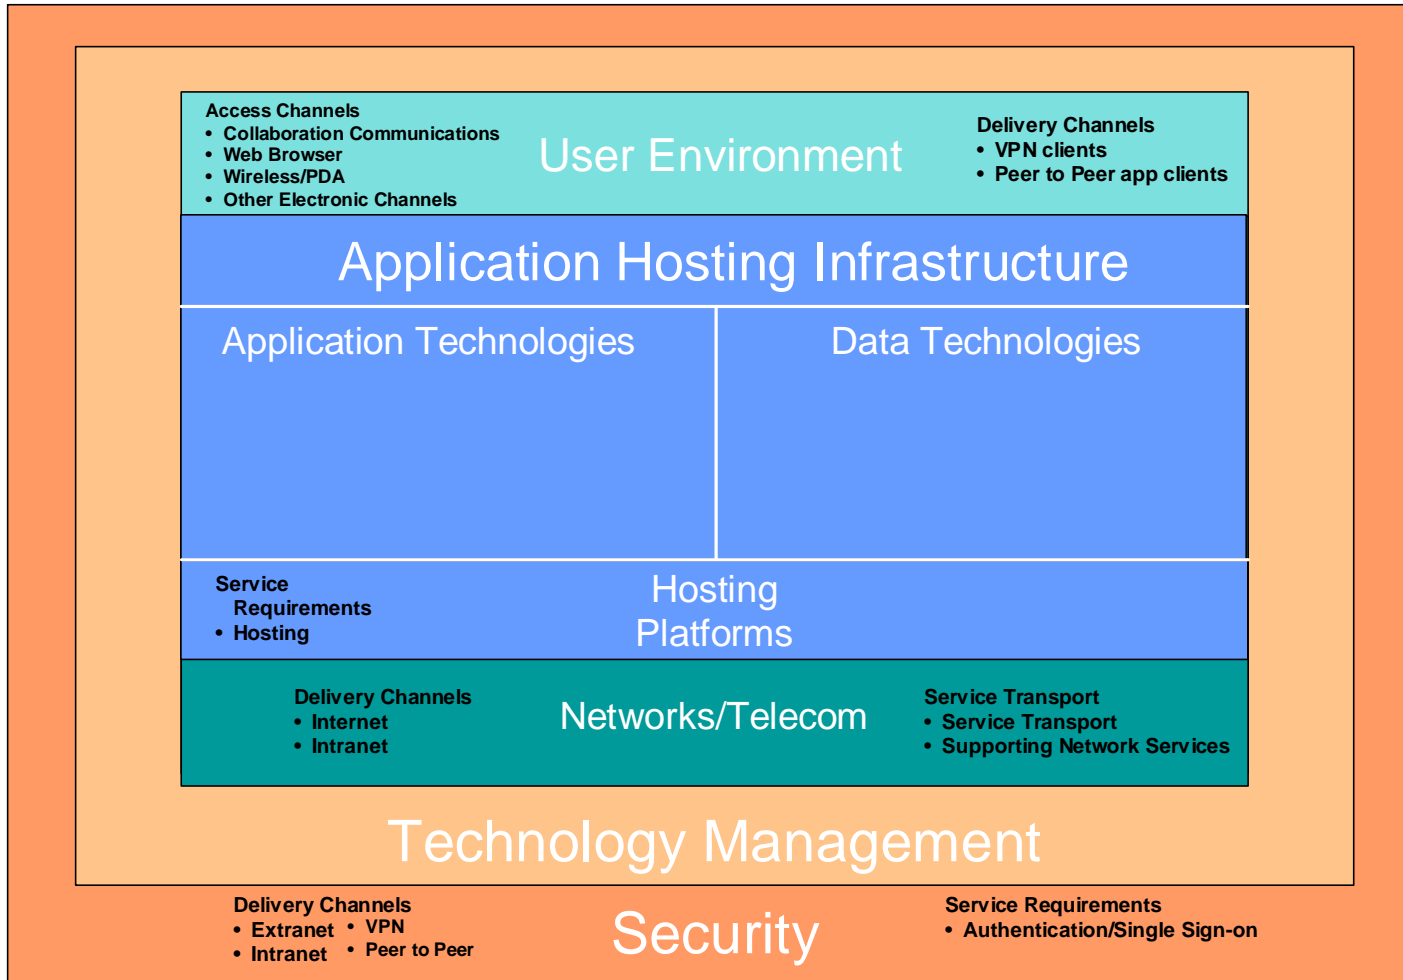 Access Channels
• Collaboration Communications
• Web Browser
• Wireless/PDA
• Other Electronic Channels
User Environment
Delivery Channels
• VPN clients
• Peer to Peer app clients
Application Hosting Infrastructure
Application Technologies
Data Technologies
Service
Requirements
• Hosting
Hosting
Platforms
Delivery Channels
• Internet
• Intranet
Networks/Telecom
Service Transport
• Service Transport
• Supporting Network Services
Technology Management
Delivery Channels
• Extranet
• Intranet
• VPN
• Peer to Peer
Security
Service Requirements
• Authentication/Single Sign-on